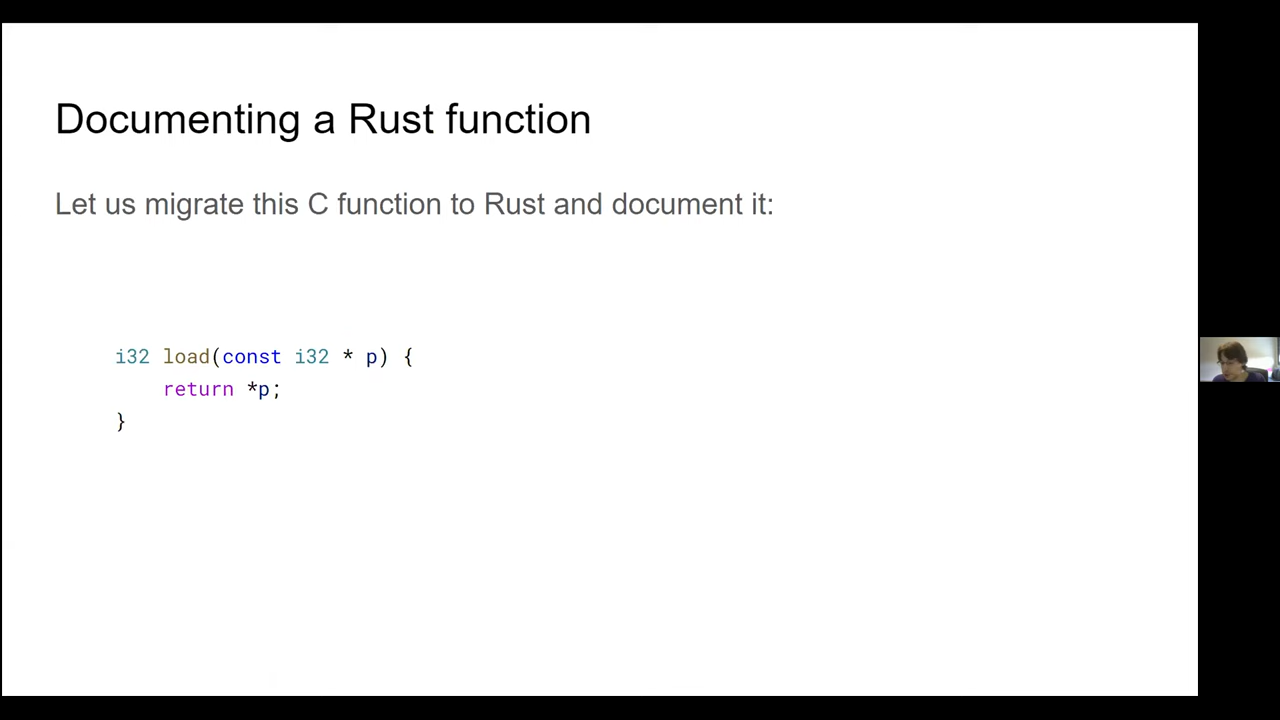 Documenting a Rust function
Let us migrate this C function to Rust and document it:
i32 load(const i32 * p) {
    return *p;
}